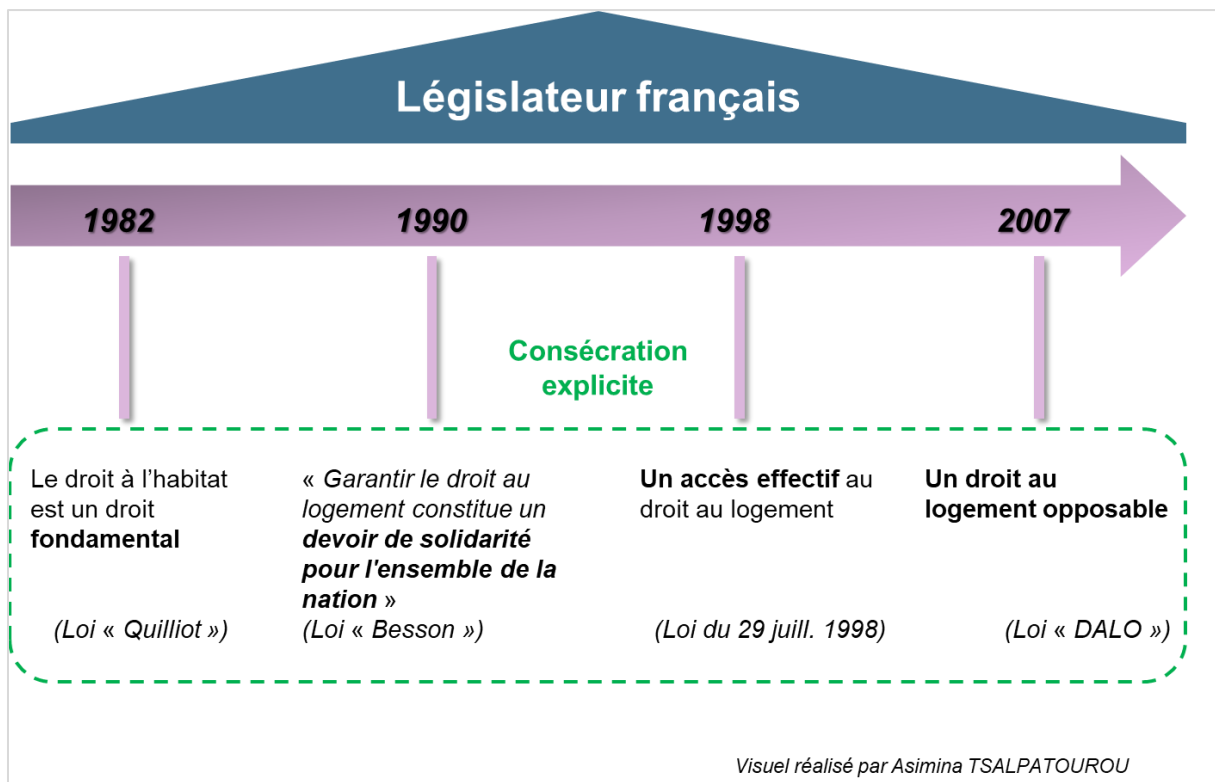 Législateur français
1982
1990
1998
2007
Consécration
explicite
Le droit à l’habitat
est un droit
fondamental
(Loi « Quilliot »)
« Garantir le droit au
logement constitue un
devoir de solidarité
pour l'ensemble de la
nation »
(Loi « Besson »)
Un accès effectif au
droit au logement
(Loi du 29 juill. 1998)
Un droit au
logement opposable
(Loi « DALO »)
Visuel réalisé par Asimina TSALPATOUROU